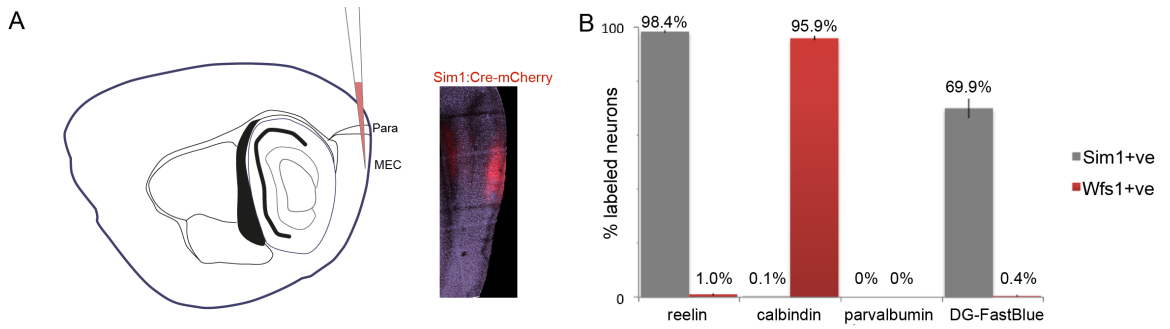 A
Sim1:Cre-mCherry
Para
MEC
B
100
98.4%
95.9%
69.9%
1.0%
0.1%
0%
0%
0.4%
0
% labeled neurons
reelin
calbindin
parvalbumin
DG-FastBlue
Sim1+ve
Wfs1+ve